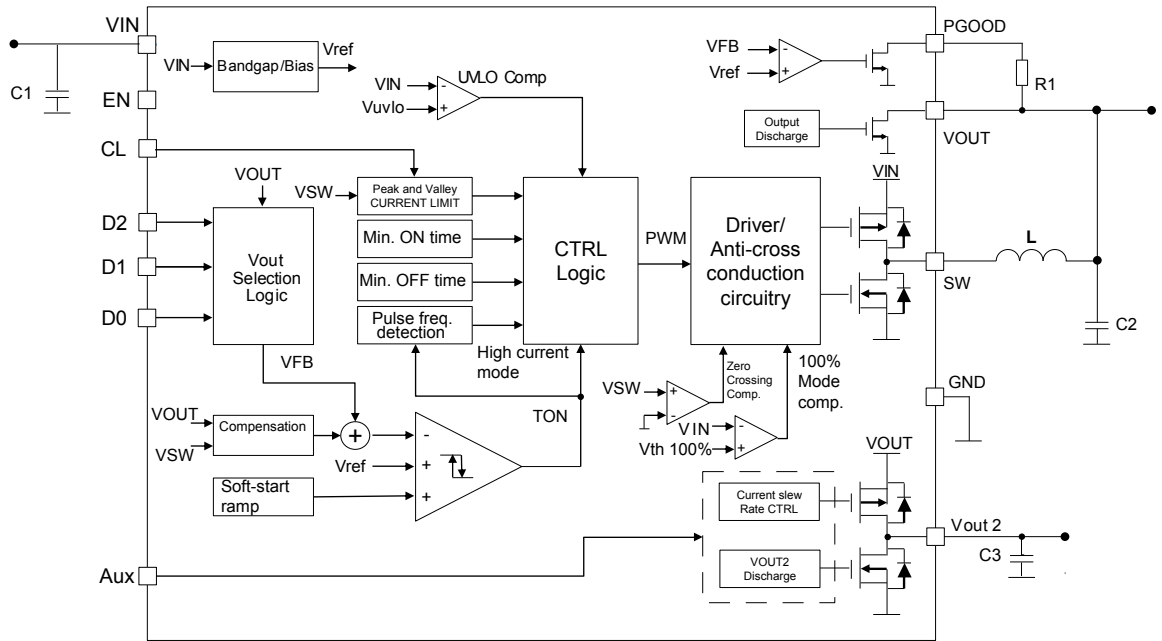 VIN
PGOOD
VIN
Bandgap/Bias
Vref
VFB
-
Vref
+
C1
EN
VIN
-
UVLO Comp
Vuvlo
+
R1
CL
Output
Discharge
VOUT
VOUT
VSW
Peak and Valley
CURRENT LIMIT
VIN
D2
D1
D0
Vout
Selection
Logic
Min. ON time
Min. OFF time
Pulse freq.
detection
CTRL
Logic
PWM
Driver/
Anti-cross
conduction
circuitry
L
SW
C2
VFB
High current
mode
TON
VSW
+
-
Zero
Crossing
Comp.
100%
Mode
comp.
GND
VOUT
VSW
Compensation
+
-
Vref
+
+
VIN
-
Vth 100%
+
VOUT
Soft-start
ramp
Current slew
Rate CTRL
Vout 2
C3
Aux
VOUT2
Discharge